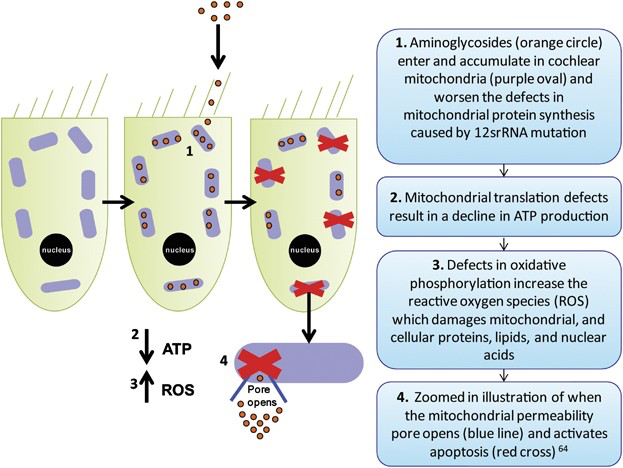 nucleus
1
nucleus
nucleus
2
ATP
3
ROS
4
Pore
opens
1. Aminoglycosides (orange circle)
enter and accumulate in cochlear
mitochondria (purple oval) and
worsen the defects in
mitochondrial protein synthesis
caused by 12srRNA mutation
2. Mitochondrial translation defects
result in a decline in ATP production
3. Defects in oxidative
phosphorylation increase the
reactive oxygen species (ROS)
which damages mitochondrial, and
cellular proteins, lipids, and nuclear
acids
4. Zoomed in illustration of when
the mitochondrial permeability
pore opens (blue line) and activates
apoptosis (red cross) 64